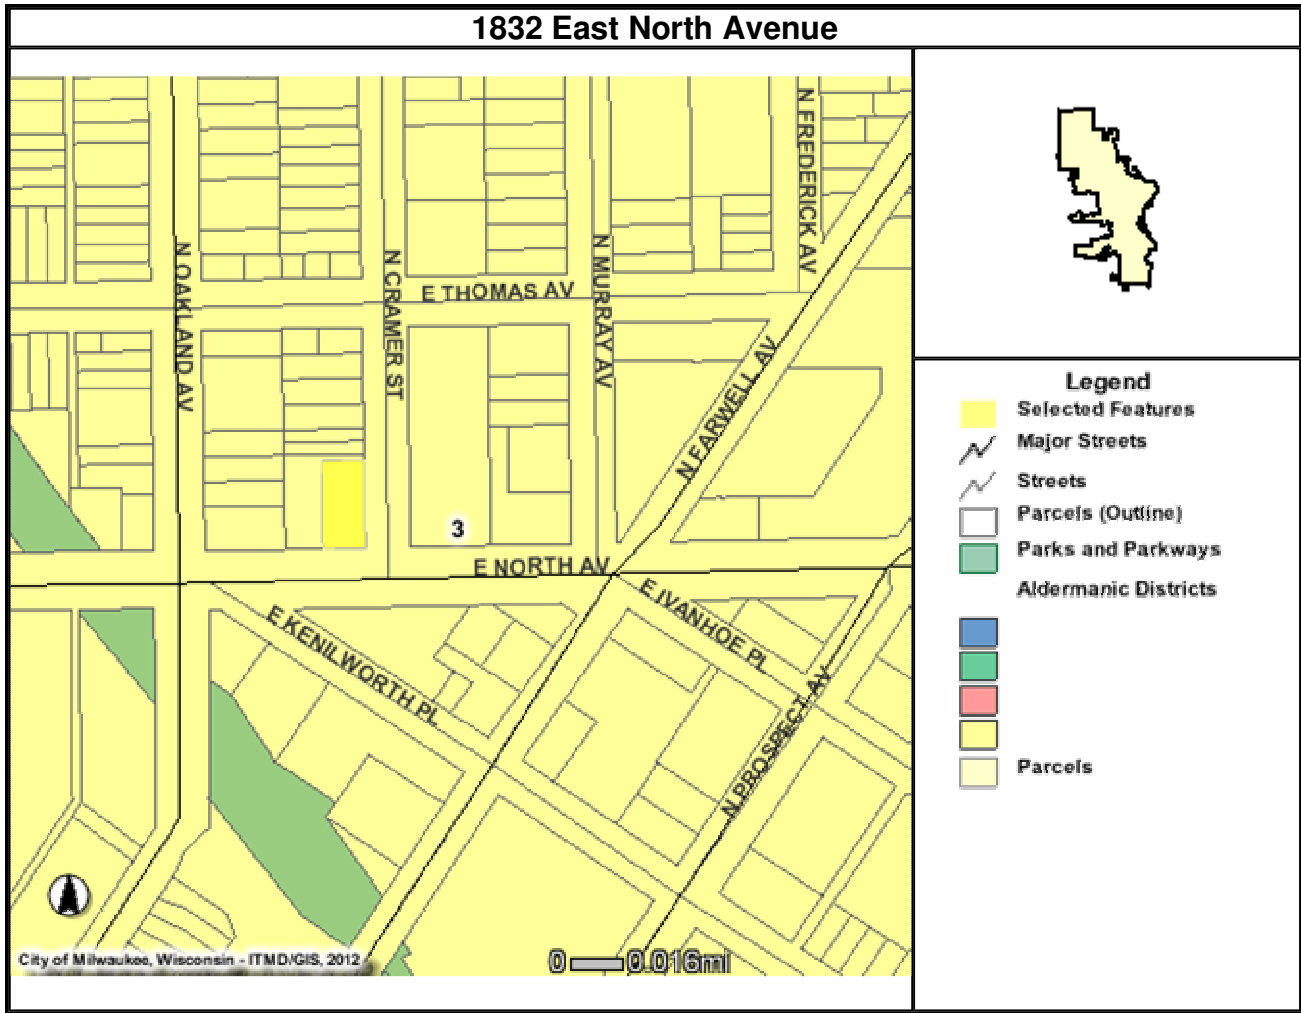 1832 East North Avenue
N FREDERICK AV
N OAKLAND AV
N CRAMER ST
N MURRAY AV
E THOMAS AV
N FARWELL AV
3
E NORTH AV
E IVANHOE PL
E KENILWORTH PL
N PROSPECT AV
City of Milwaukee, Wisconsin - ITMD/GIS, 2012
0 0.016mi
Legend
Selected Features
Major Streets
Streets
Parcels (Outline)
Parks and Parkways
Aldermanic Districts
Parcels